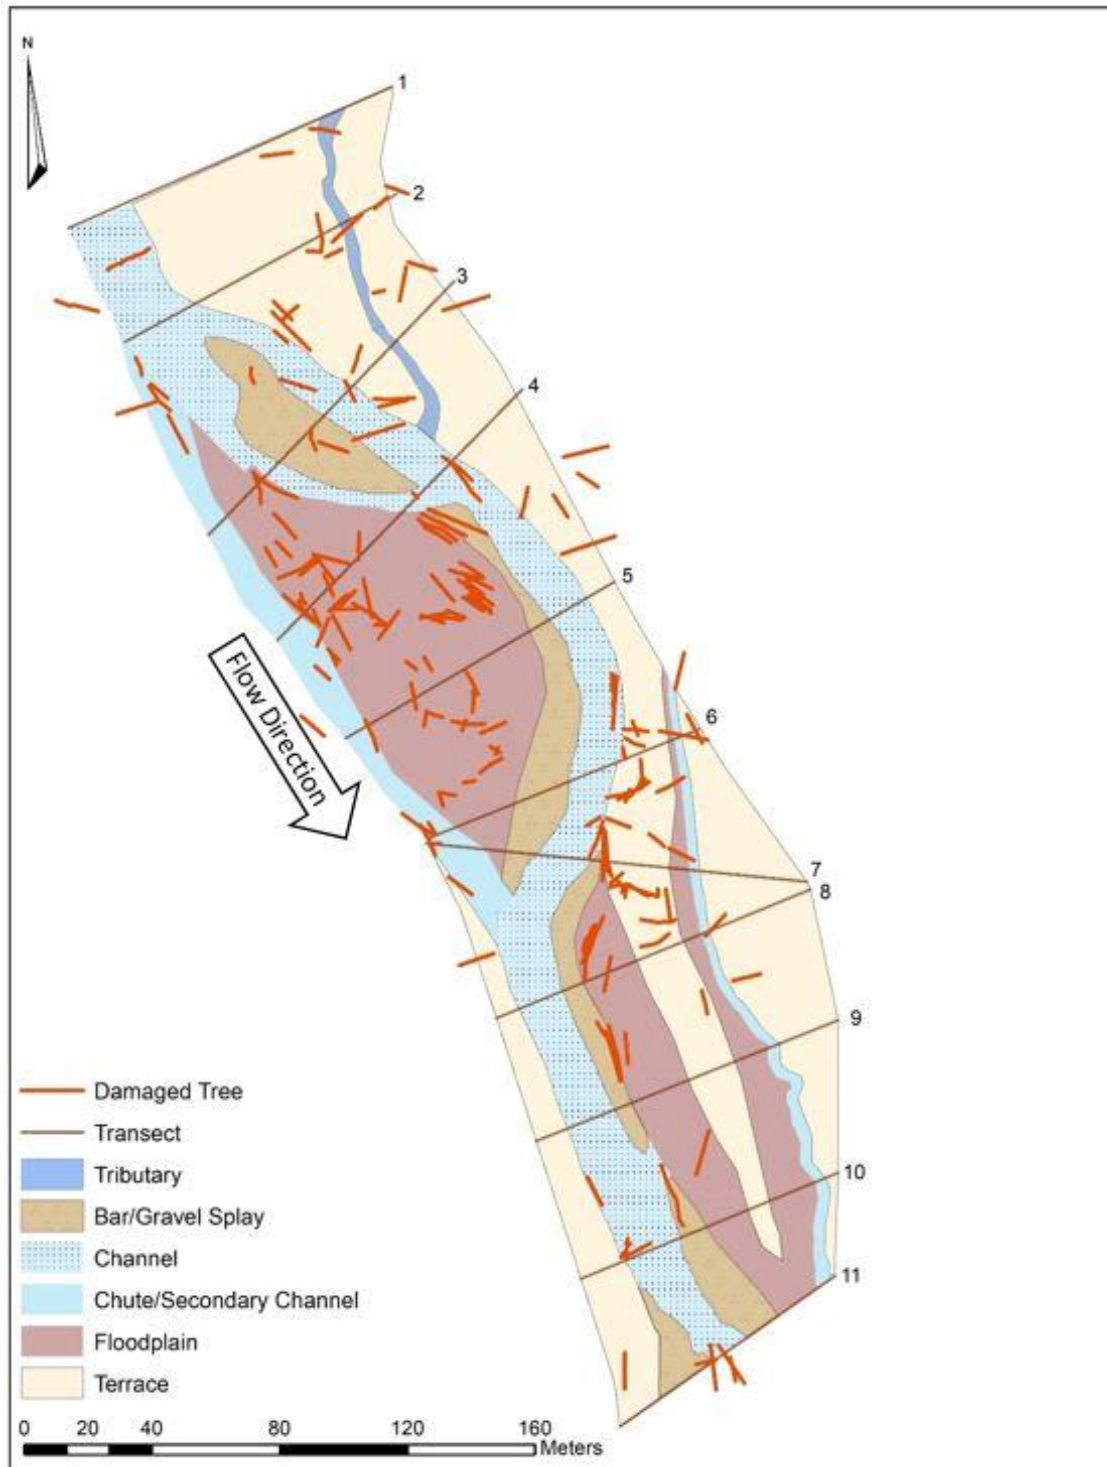 N
1
2
3
4
5
6
7
8
9
10
11
Flow Direction
Damaged Tree
Transect
Tributary
Bar/Gravel Splay
Channel
Chute/Secondary Channel
Floodplain
Terrace
0 20 40 80 120 160
Meters